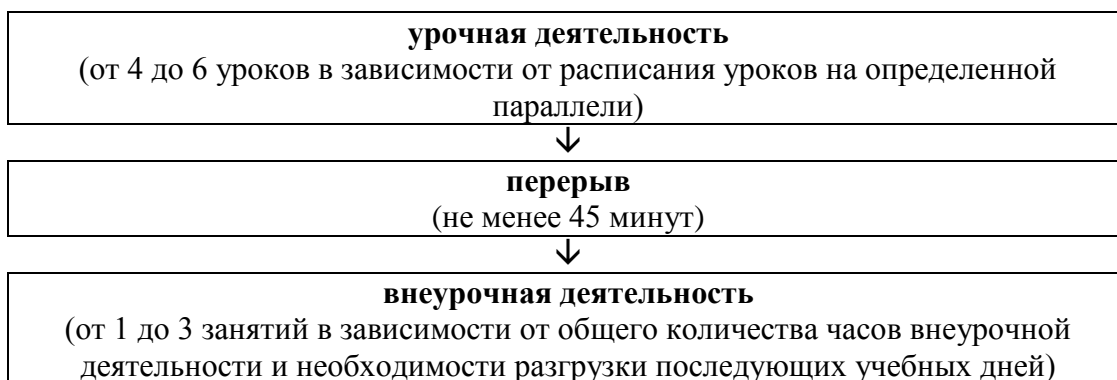 урочная деятельность
(от 4 до 6 уроков в зависимости от расписания уроков на определенной
параллели)
↓
перерыв
(не менее 45 минут)
↓
внеурочная деятельность
(от 1 до 3 занятий в зависимости от общего количества часов внеурочной
деятельности и необходимости разгрузки последующих учебных дней)